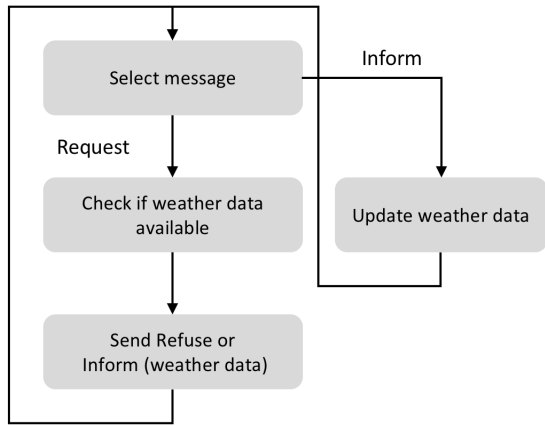 Select message
Inform
Request
Check if weather data
available
Update weather data
Send Refuse or
Inform (weather data)